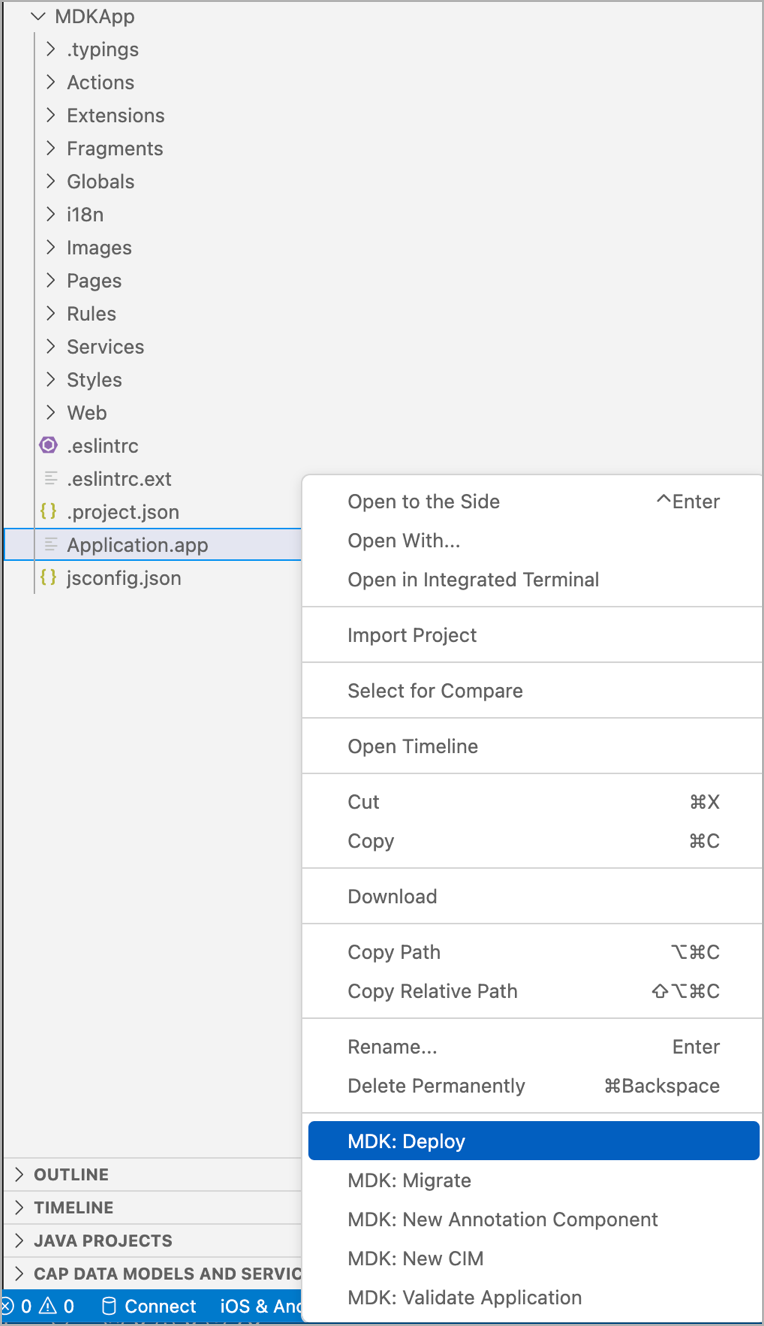 MDKApp
.typings
Actions
Extensions
Fragments
Globals
i18n
Images
Pages
Rules
Services
Styles
Web
.eslintrc
.eslintrc.ext
{} .project.json
Application.app
{} jsconfig.json
Open to the Side ^Enter
Open With...
Open in Integrated Terminal
Import Project
Select for Compare
Open Timeline
Cut ⌘X
Copy ⌘C
Download
Copy Path ⌥⌘C
Copy Relative Path ⇧⌥⌘C
Rename... Enter
Delete Permanently ⌘Backspace
MDK: Deploy
MDK: Migrate
MDK: New Annotation Component
MDK: New CIM
MDK: Validate Application
OUTLINE
TIMELINE
JAVA PROJECTS
CAP DATA MODELS AND SERVIC
0 0 Connect iOS & And